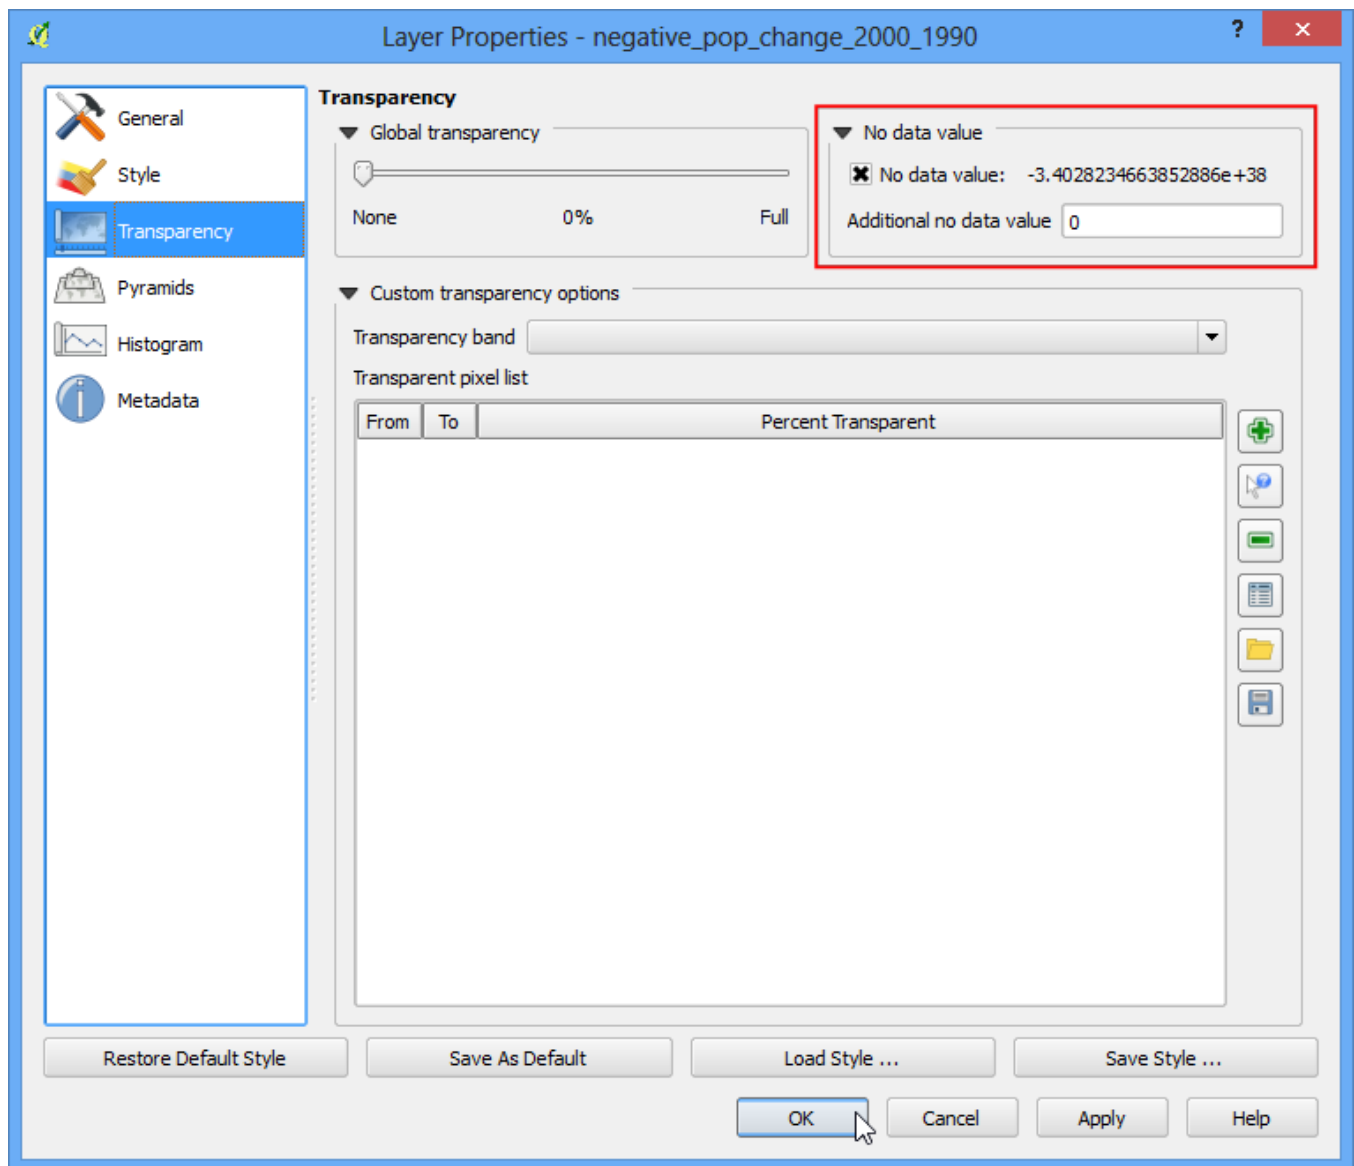 Layer Properties - negative_pop_change_2000_1990
?
General
Style
Transparency
Pyramids
Histogram
Metadata
Transparency
Global transparency
None 0% Full
No data value
No data value: -3.4028234663852886e+38
Additional no data value 0
Custom transparency options
Transparency band
Transparent pixel list
From To Percent Transparent
Restore Default Style Save As Default Load Style ... Save Style ...
OK Cancel Apply Help